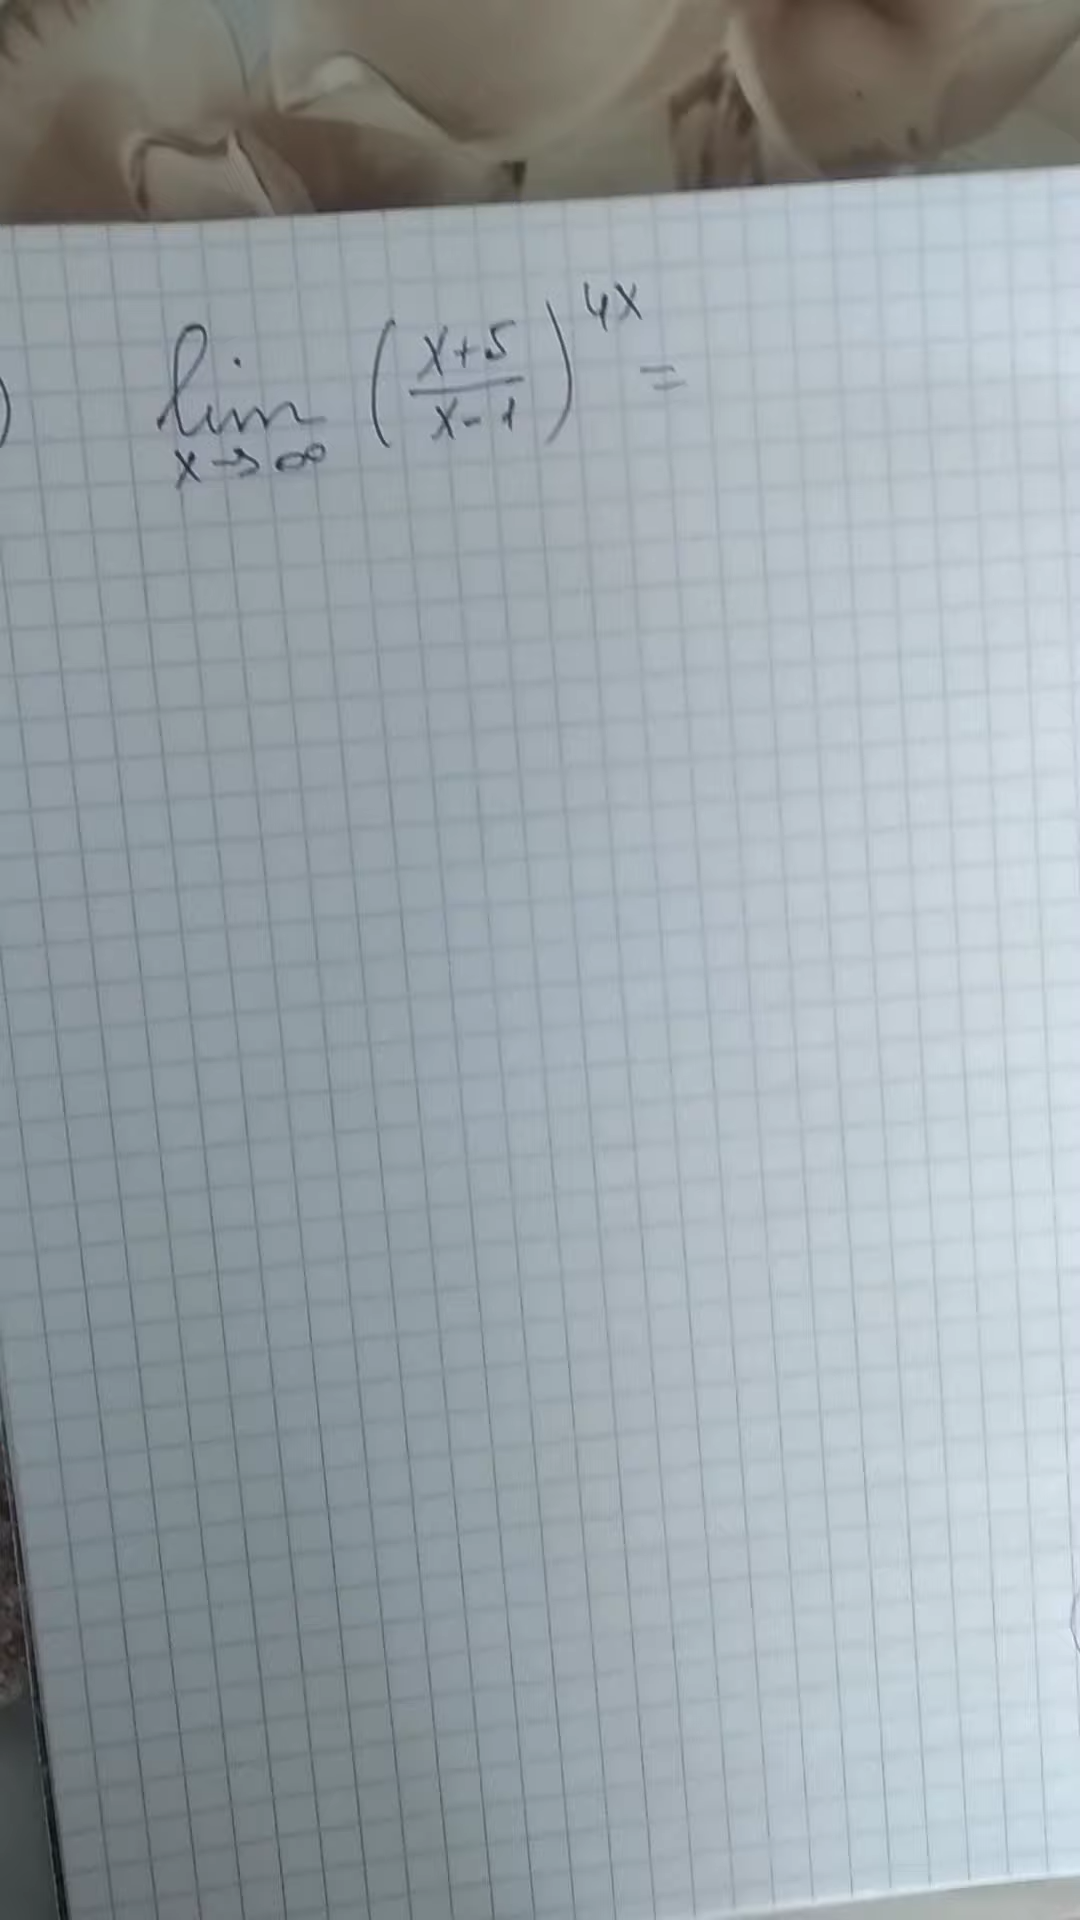 ) lim x→∞ (x+5/x-1)^4x =